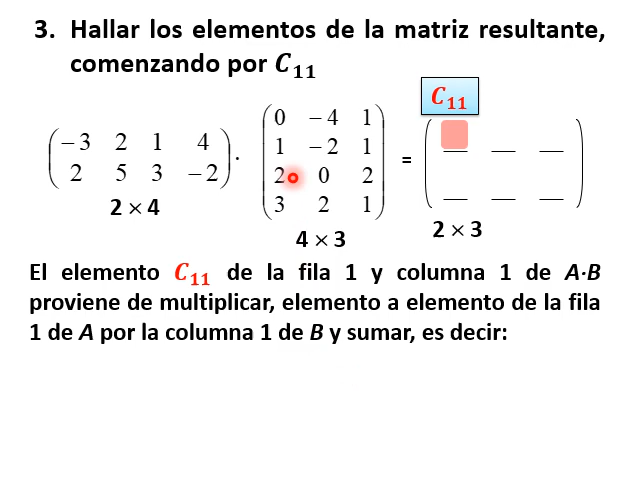 3. Hallar los elementos de la matriz resultante,
comenzando por C₁₁
C₁₁
0 −4 1
−3 2 1 4 1 −2 1
· =
2 5 3 −2 2 0 2
3 2 1
2 × 4 4 × 3 2 × 3
El elemento C₁₁ de la fila 1 y columna 1 de A·B
proviene de multiplicar, elemento a elemento de la fila
1 de A por la columna 1 de B y sumar, es decir: